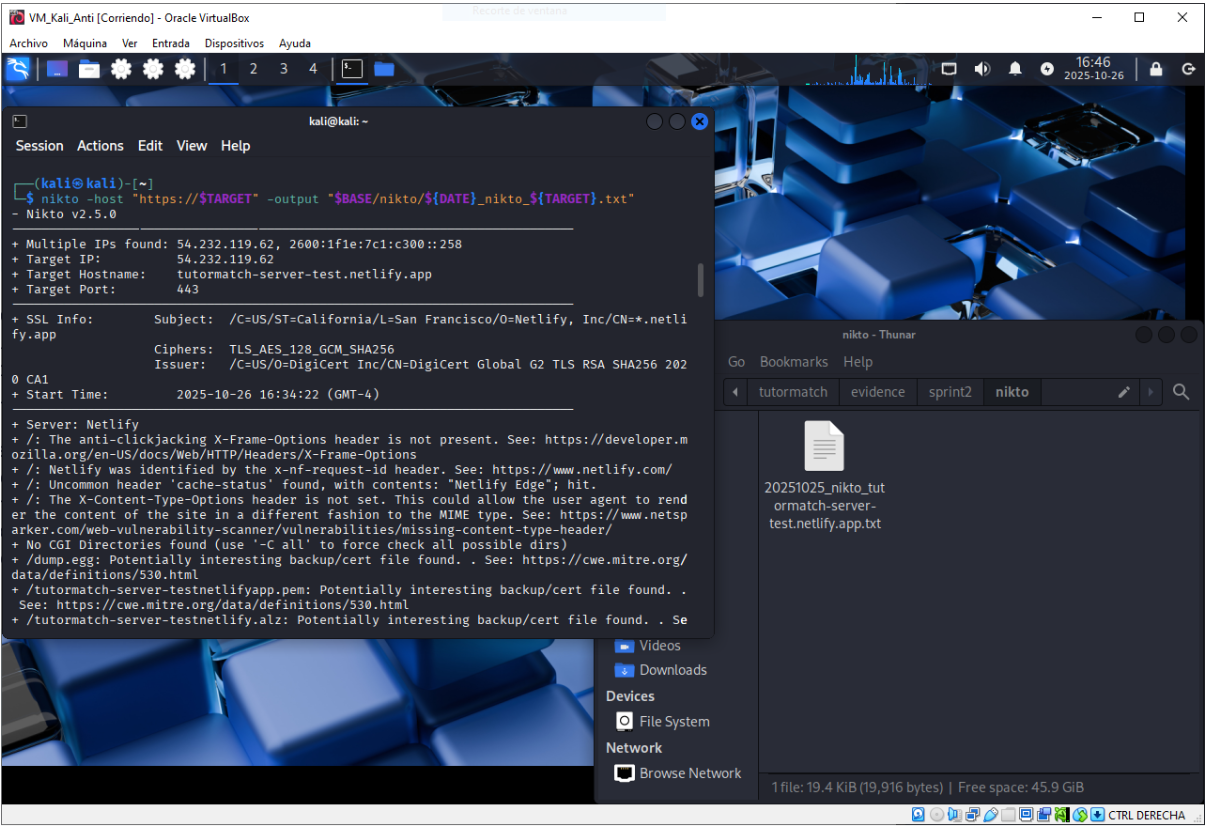 Recorte de ventana
VM_Kali_Anti [Corriendo] - Oracle VirtualBox
Archivo Máquina Ver Entrada Dispositivos Ayuda
1 2 3 4
16:46
2025-10-26
kali@kali: ~
Session Actions Edit View Help
┌──(kali㉿kali)-[~]
└─$ nikto -host "https://$TARGET" -output "$BASE/nikto/${DATE}_nikto_${TARGET}.txt"
- Nikto v2.5.0
+ Multiple IPs found: 54.232.119.62, 2600:1f1e:7c1:c300::258
+ Target IP: 54.232.119.62
+ Target Hostname: tutormatch-server-test.netlify.app
+ Target Port: 443
+ SSL Info: Subject: /C=US/ST=California/L=San Francisco/O=Netlify, Inc/CN=*.netli
fy.app
Ciphers: TLS_AES_128_GCM_SHA256
Issuer: /C=US/O=DigiCert Inc/CN=DigiCert Global G2 TLS RSA SHA256 202
0 CA1
+ Start Time: 2025-10-26 16:34:22 (GMT-4)
+ Server: Netlify
+ /: The anti-clickjacking X-Frame-Options header is not present. See: https://developer.m
ozilla.org/en-US/docs/Web/HTTP/Headers/X-Frame-Options
+ /: Netlify was identified by the x-nf-request-id header. See: https://www.netlify.com/
+ /: Uncommon header 'cache-status' found, with contents: "Netlify Edge"; hit.
+ /: The X-Content-Type-Options header is not set. This could allow the user agent to rend
er the content of the site in a different fashion to the MIME type. See: https://www.netsp
arker.com/web-vulnerability-scanner/vulnerabilities/missing-content-type-header/
+ No CGI Directories found (use '-C all' to force check all possible dirs)
+ /dump.egg: Potentially interesting backup/cert file found. . See: https://cwe.mitre.org/
data/definitions/530.html
+ /tutormatch-server-testnetlifyapp.pem: Potentially interesting backup/cert file found. .
See: https://cwe.mitre.org/data/definitions/530.html
+ /tutormatch-server-testnetlify.alz: Potentially interesting backup/cert file found. . Se
nikto - Thunar
Go Bookmarks Help
tutormatch evidence sprint2 nikto
20251025_nikto_tut
ormatch-server-
test.netlify.app.txt
Videos
Downloads
Devices
File System
Network
Browse Network
1 file: 19.4 KiB (19,916 bytes) | Free space: 45.9 GiB
CTRL DERECHA